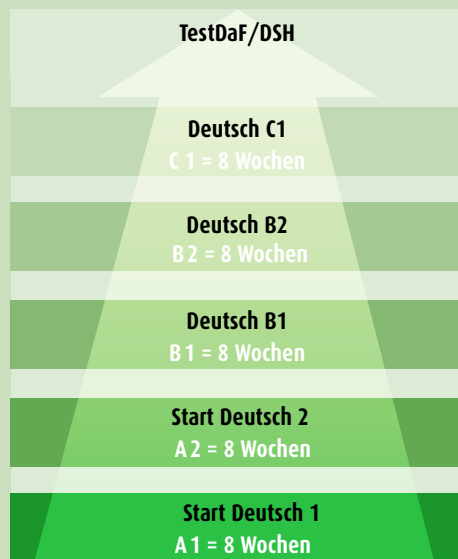 TestDaF/DSH
Deutsch C1
C 1 = 8 Wochen
Deutsch B2
B 2 = 8 Wochen
Deutsch B1
B 1 = 8 Wochen
Start Deutsch 2
A 2 = 8 Wochen
Start Deutsch 1
A 1 = 8 Wochen